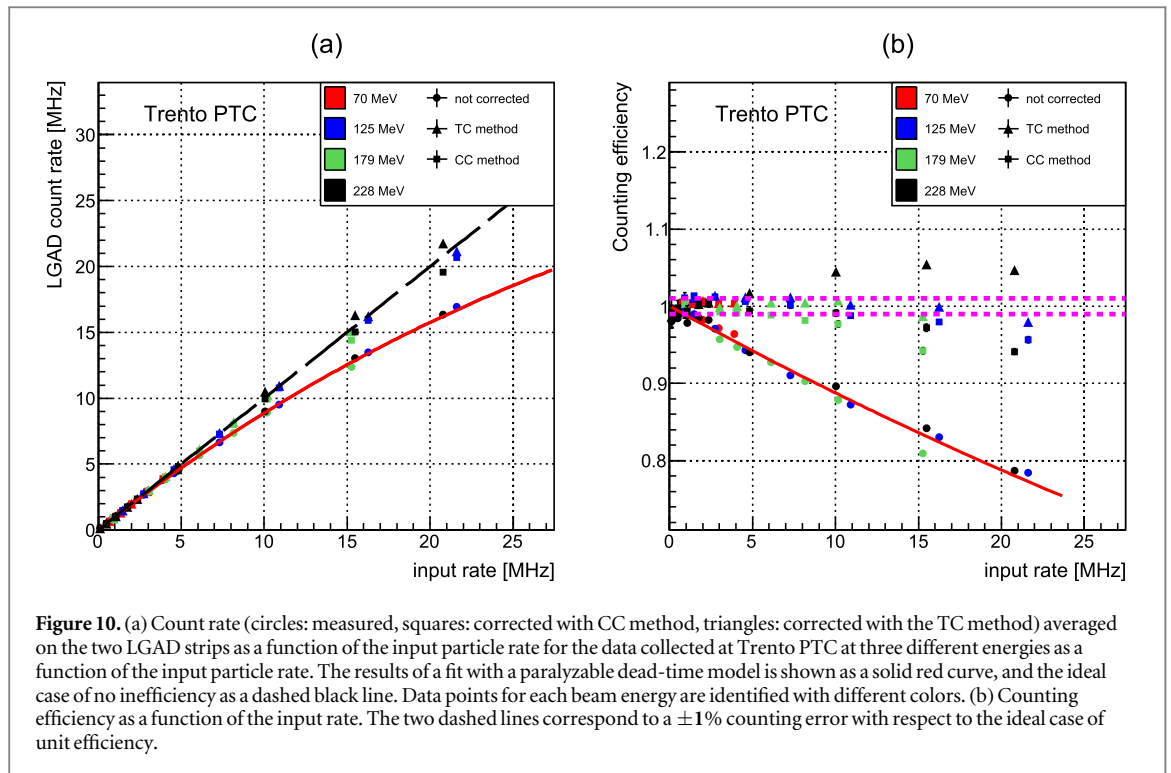 (a)
(b)
LGAD count rate [MHz]
Trento PTC
70 MeV
not corrected
125 MeV
TC method
179 MeV
CC method
228 MeV
30
25
20
15
10
5
0
0 5 10 15 20 25
input rate [MHz]
Counting efficiency
Trento PTC
70 MeV
not corrected
125 MeV
TC method
179 MeV
CC method
228 MeV
1.2
1.1
1
0.9
0.8
0 5 10 15 20 25
input rate [MHz]
Figure 10. (a) Count rate (circles: measured, squares: corrected with CC method, triangles: corrected with the TC method) averaged
on the two LGAD strips as a function of the input particle rate for the data collected at Trento PTC at three different energies as a
function of the input particle rate. The results of a fit with a paralyzable dead-time model is shown as a solid red curve, and the ideal
case of no inefficiency as a dashed black line. Data points for each beam energy are identified with different colors. (b) Counting
efficiency as a function of the input rate. The two dashed lines correspond to a ±1% counting error with respect to the ideal case of
unit efficiency.